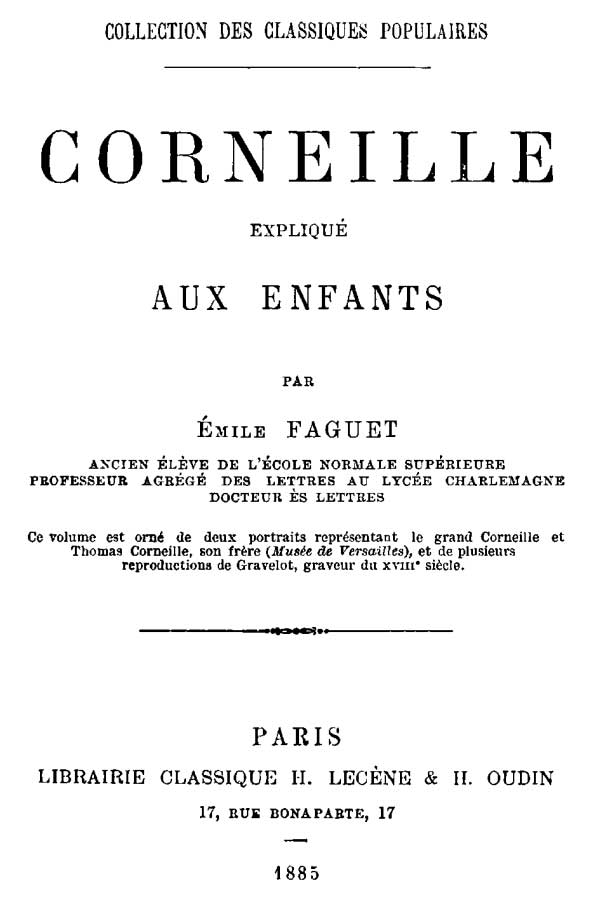 COLLECTION DES CLASSIQUES POPULAIRES
CORNEILLE
EXPLIQUÉ
AUX ENFANTS
PAR
ÉMILE FAGUET
ANCIEN ÉLÈVE DE L'ÉCOLE NORMALE SUPÉRIEURE
PROFESSEUR AGRÉGÉ DES LETTRES AU LYCÉE CHARLEMAGNE
DOCTEUR ÈS LETTRES
Ce volume est orné de deux portraits représentant le grand Corneille et
Thomas Corneille, son frère (Musée de Versailles), et de plusieurs
reproductions de Gravelot, graveur du XVIIIe siècle.
PARIS
LIBRAIRIE CLASSIQUE H. LECÈNE & H. OUDIN
17, RUE BONAPARTE, 17
1885